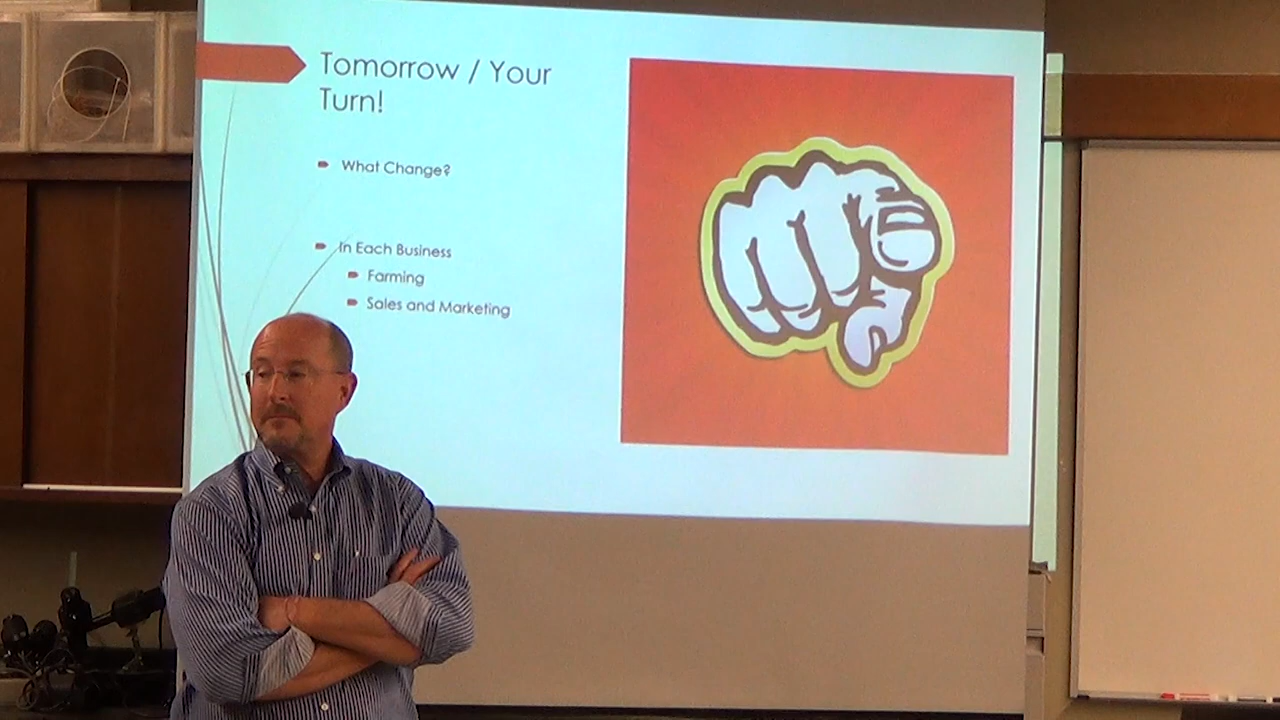 Tomorrow / Your
Turn!
What Change?
In Each Business
Farming
Sales and Marketing